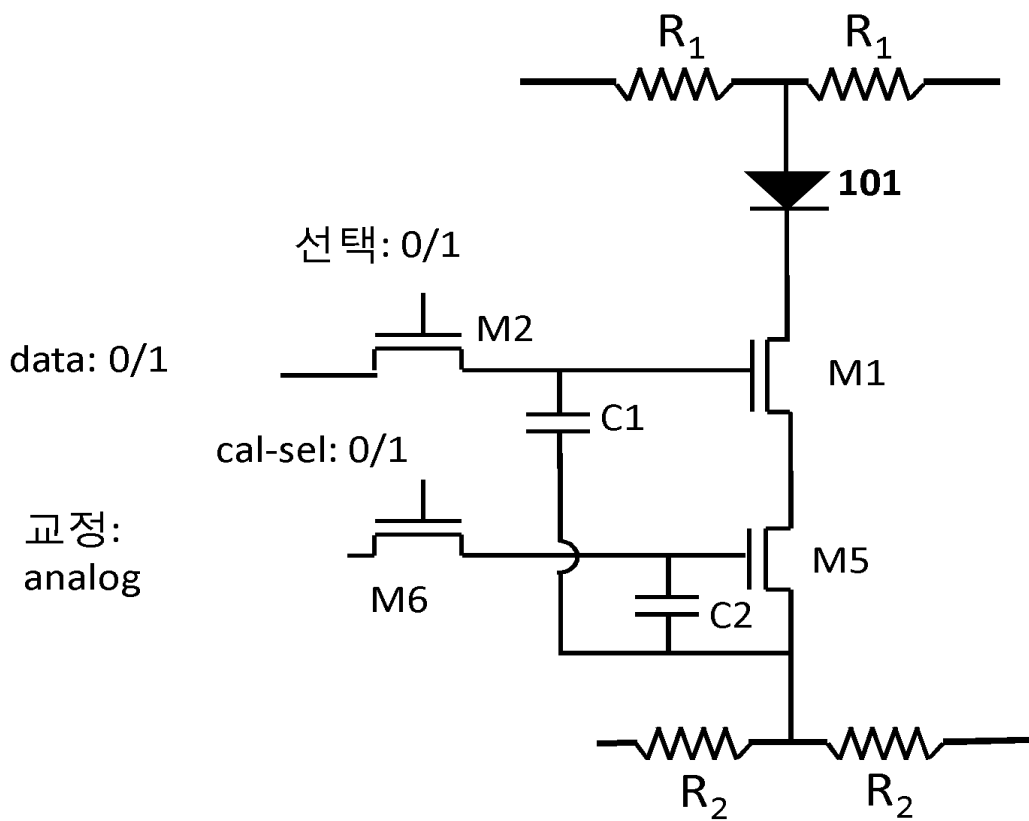 R1 R1
101
선택: 0/1
M2
data: 0/1
M1
C1
cal-sel: 0/1
교정:
analog
M5
M6
C2
R2 R2